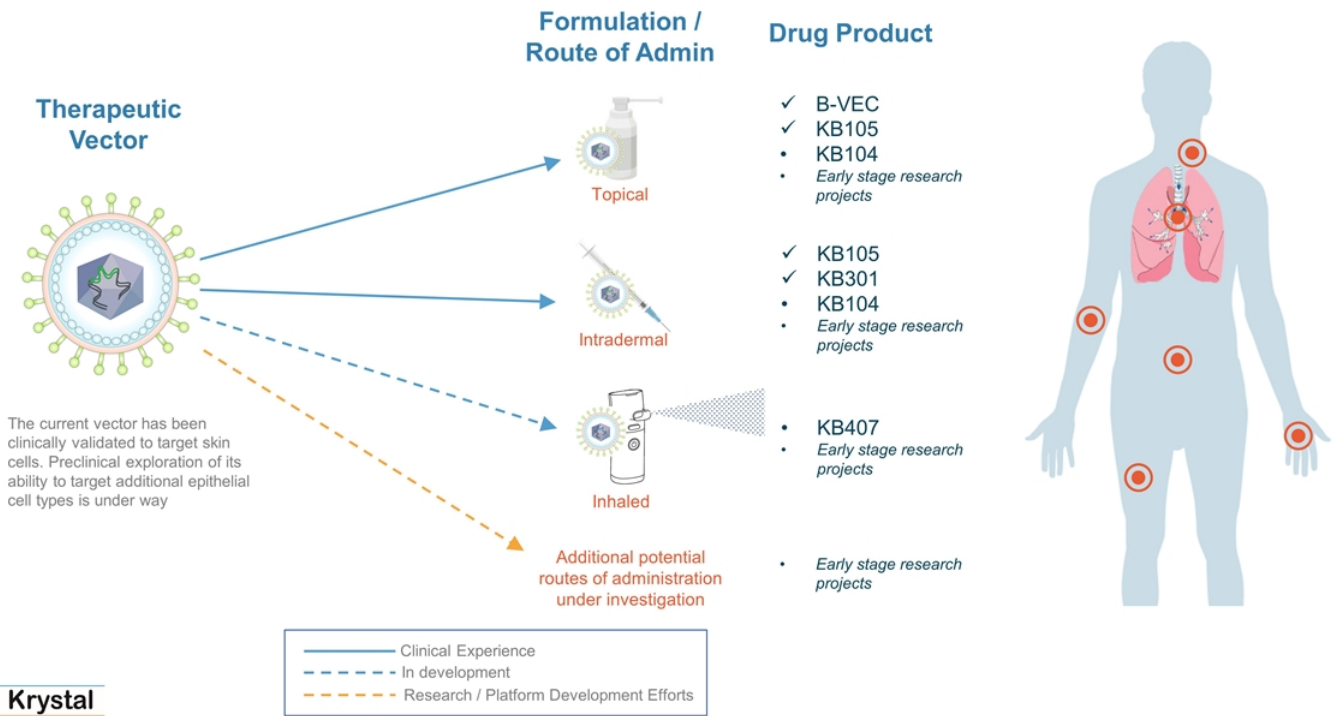 Therapeutic
Vector
The current vector has been
clinically validated to target skin
cells. Preclinical exploration of its
ability to target additional epithelial
cell types is under way
Formulation /
Route of Admin
Topical
Intradermal
Inhaled
Additional potential
routes of administration
under investigation
Drug Product
✓ B-VEC
✓ KB105
• KB104
• Early stage research
projects
✓ KB105
✓ KB301
• KB104
• Early stage research
projects
• KB407
• Early stage research
projects
• Early stage research
projects
Clinical Experience
In development
Research / Platform Development Efforts
Krystal